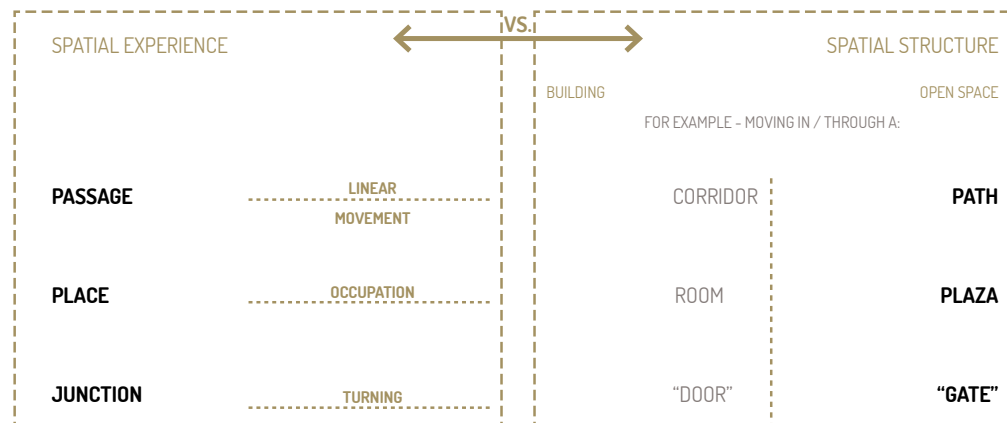 VS.
SPATIAL EXPERIENCE
SPATIAL STRUCTURE
BUILDING
OPEN SPACE
FOR EXAMPLE - MOVING IN / THROUGH A:
PASSAGE
LINEAR
MOVEMENT
CORRIDOR
PATH
PLACE
OCCUPATION
ROOM
PLAZA
JUNCTION
TURNING
“DOOR”
“GATE”